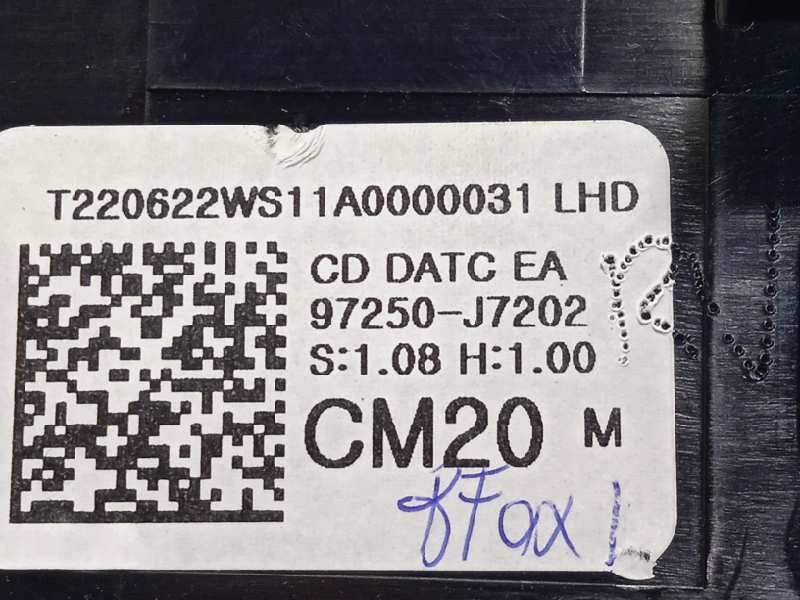 T220622WS11A0000031 LHD
CD DATC EA
97250-J7202
S:1.08 H:1.00
CM20 M